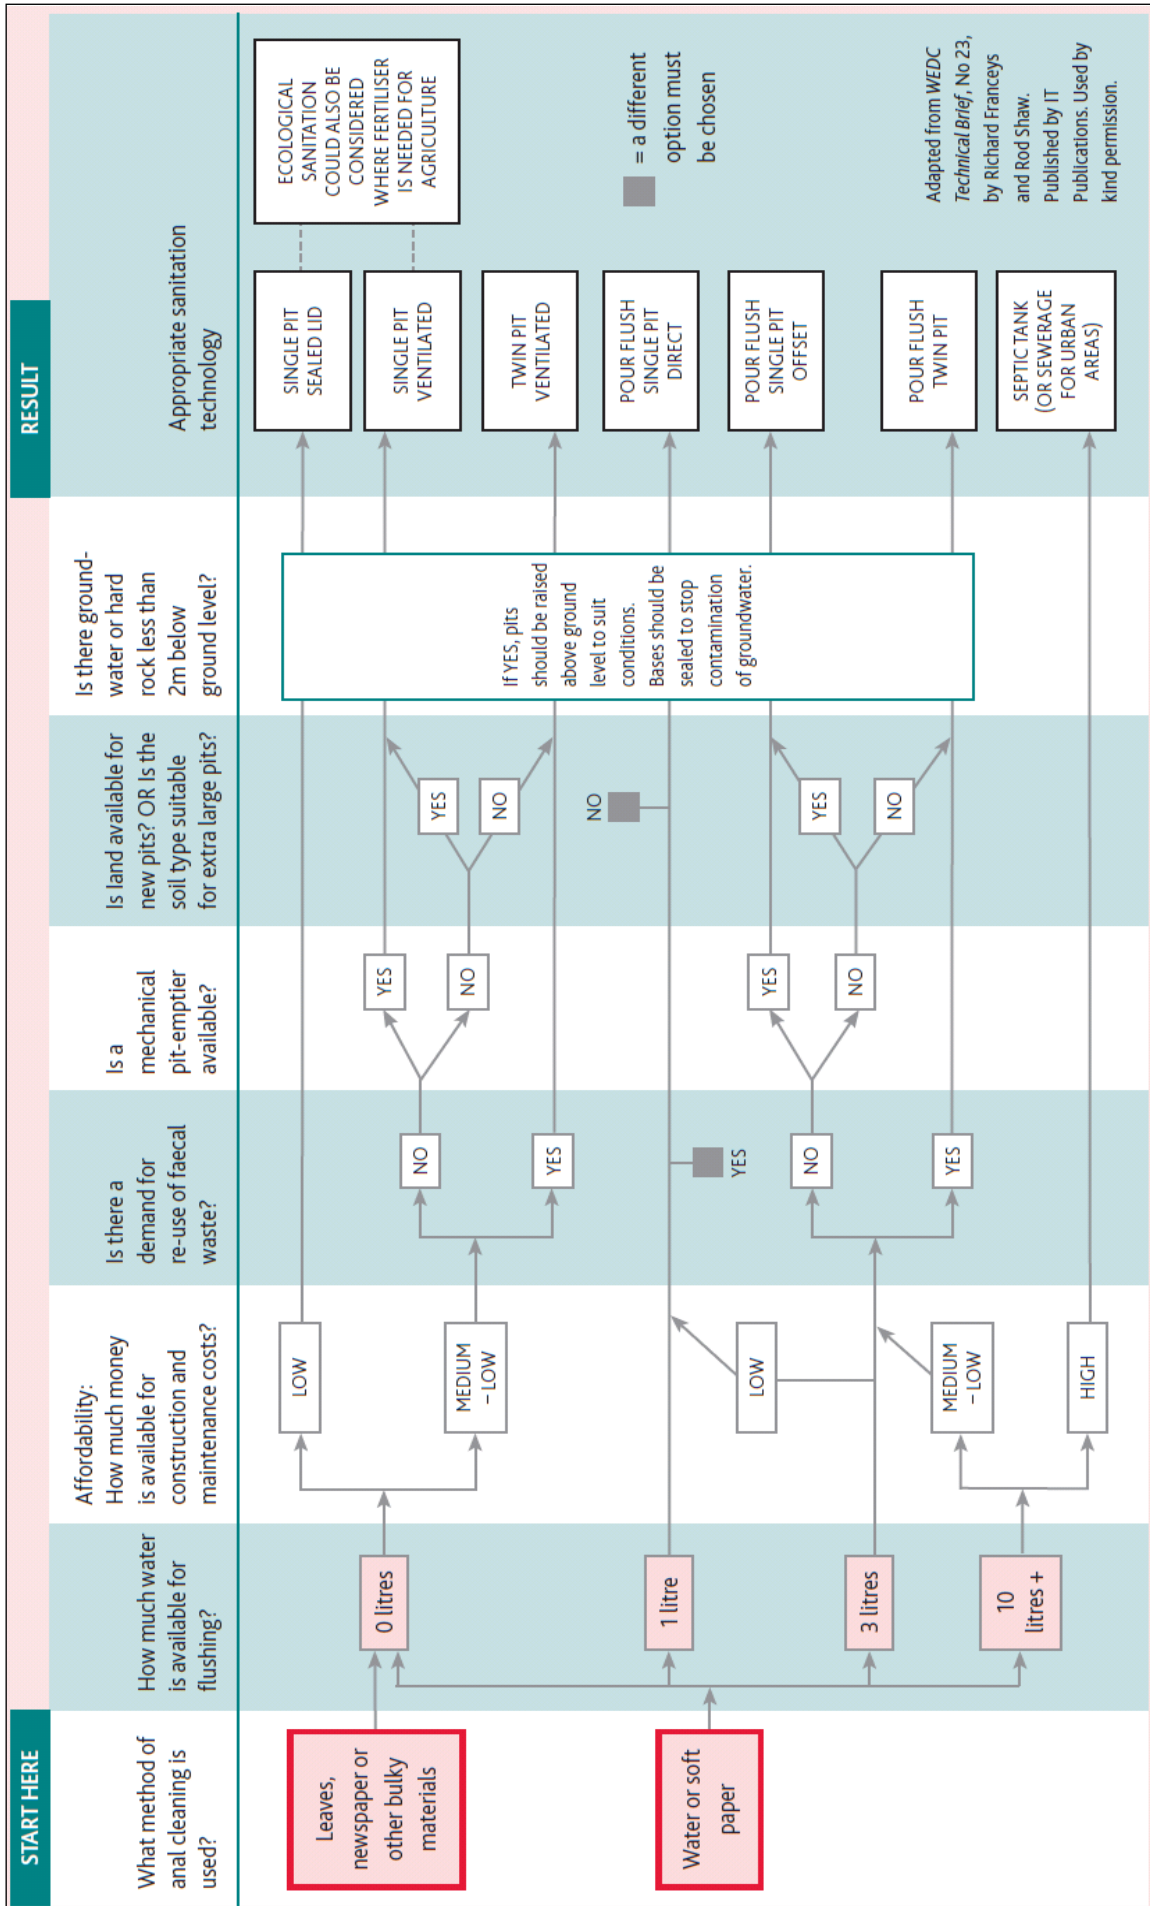 START HERE
RESULT
What method of
anal cleaning is
used?
How much water
is available for
flushing?
Affordability:
How much money
is available for
construction and
maintenance costs?
Is there a
demand for
re-use of faecal
waste?
Is a
mechanical
pit-emptier
available?
Is land available for
new pits? OR Is the
soil type suitable
for extra large pits?
Is there ground-
water or hard
rock less than
2m below
ground level?
Appropriate sanitation
technology
Leaves,
newspaper or
other bulky
materials
Water or soft
paper
0 litres
1 litre
3 litres
10
litres +
LOW
MEDIUM
– LOW
LOW
MEDIUM
– LOW
HIGH
NO
YES
YES
NO
YES
YES
NO
YES
NO
YES
NO
NO
YES
NO
If YES, pits
should be raised
above ground
level to suit
conditions.
Bases should be
sealed to stop
contamination
of groundwater.
SINGLE PIT
SEALED LID
SINGLE PIT
VENTILATED
TWIN PIT
VENTILATED
POUR FLUSH
SINGLE PIT
DIRECT
POUR FLUSH
SINGLE PIT
OFFSET
POUR FLUSH
TWIN PIT
SEPTIC TANK
(OR SEWERAGE
FOR URBAN
AREAS)
ECOLOGICAL
SANITATION
COULD ALSO BE
CONSIDERED
WHERE FERTILISER
IS NEEDED FOR
AGRICULTURE
= a different
option must
be chosen
Adapted from WEDC
Technical Brief, No 23,
by Richard Franceys
and Rod Shaw.
Published by IT
Publications. Used by
kind permission.